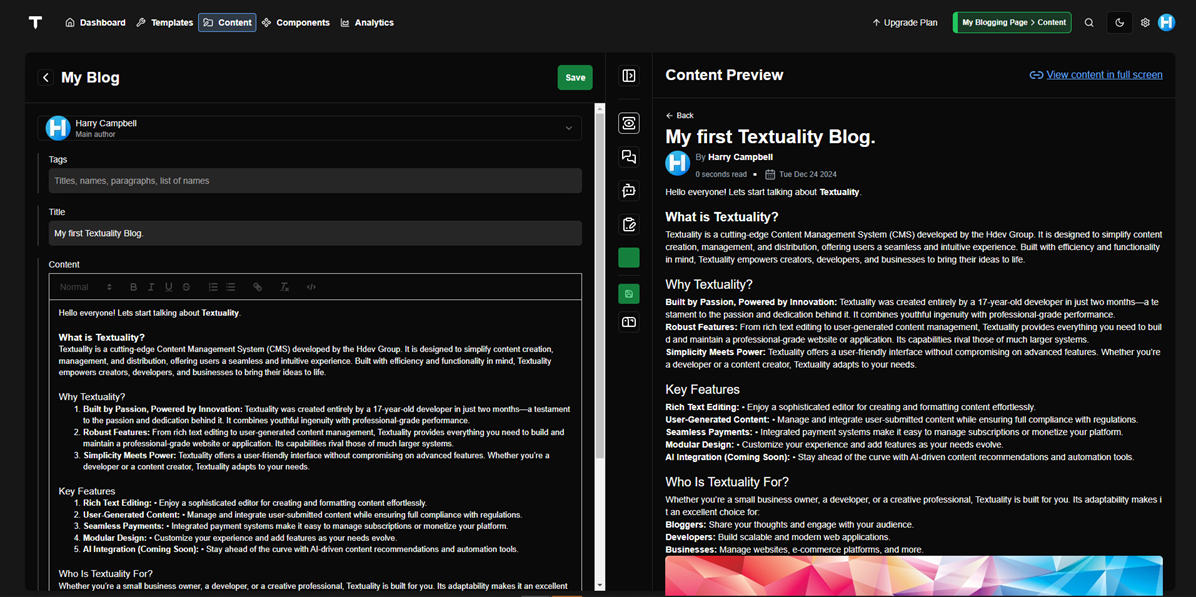 T Dashboard Templates Content Components Analytics Upgrade Plan My Blogging Page > Content H
My Blog
Save
H Harry Campbell
Main author
Tags
Titles, names, paragraphs, list of names
Title
My first Textuality Blog.
Content
Normal B I U S Tx </>
Hello everyone! Lets start talking about Textuality.
What is Textuality?
Textuality is a cutting-edge Content Management System (CMS) developed by the Hdev Group. It is designed to simplify content creation,
management, and distribution, offering users a seamless and intuitive experience. Built with efficiency and functionality in mind, Textuality
empowers creators, developers, and businesses to bring their ideas to life.
Why Textuality?
1. Built by Passion, Powered by Innovation: Textuality was created entirely by a 17-year-old developer in just two months—a testament
to the passion and dedication behind it. It combines youthful ingenuity with professional-grade performance.
2. Robust Features: From rich text editing to user-generated content management, Textuality provides everything you need to build and
maintain a professional-grade website or application. Its capabilities rival those of much larger systems.
3. Simplicity Meets Power: Textuality offers a user-friendly interface without compromising on advanced features. Whether you're a
developer or a content creator, Textuality adapts to your needs.
Key Features
1. Rich Text Editing: • Enjoy a sophisticated editor for creating and formatting content effortlessly.
2. User-Generated Content: • Manage and integrate user-submitted content while ensuring full compliance with regulations.
3. Seamless Payments: • Integrated payment systems make it easy to manage subscriptions or monetize your platform.
4. Modular Design: • Customize your experience and add features as your needs evolve.
5. AI Integration (Coming Soon): • Stay ahead of the curve with AI-driven content recommendations and automation tools.
Who Is Textuality For?
Whether you're a small business owner, a developer, or a creative professional, Textuality is built for you. Its adaptability makes it an excellent
Content Preview
View content in full screen
← Back
My first Textuality Blog.
H By Harry Campbell
0 seconds read • Tue Dec 24 2024
Hello everyone! Lets start talking about Textuality.
What is Textuality?
Textuality is a cutting-edge Content Management System (CMS) developed by the Hdev Group. It is designed to simplify content
creation, management, and distribution, offering users a seamless and intuitive experience. Built with efficiency and functionality
in mind, Textuality empowers creators, developers, and businesses to bring their ideas to life.
Why Textuality?
Built by Passion, Powered by Innovation: Textuality was created entirely by a 17-year-old developer in just two months—a te
stament to the passion and dedication behind it. It combines youthful ingenuity with professional-grade performance.
Robust Features: From rich text editing to user-generated content management, Textuality provides everything you need to buil
d and maintain a professional-grade website or application. Its capabilities rival those of much larger systems.
Simplicity Meets Power: Textuality offers a user-friendly interface without compromising on advanced features. Whether you're
a developer or a content creator, Textuality adapts to your needs.
Key Features
Rich Text Editing: • Enjoy a sophisticated editor for creating and formatting content effortlessly.
User-Generated Content: • Manage and integrate user-submitted content while ensuring full compliance with regulations.
Seamless Payments: • Integrated payment systems make it easy to manage subscriptions or monetize your platform.
Modular Design: • Customize your experience and add features as your needs evolve.
AI Integration (Coming Soon): • Stay ahead of the curve with AI-driven content recommendations and automation tools.
Who Is Textuality For?
Whether you're a small business owner, a developer, or a creative professional, Textuality is built for you. Its adaptability makes i
t an excellent choice for:
Bloggers: Share your thoughts and engage with your audience.
Developers: Build scalable and modern web applications.
Businesses: Manage websites, e-commerce platforms, and more.